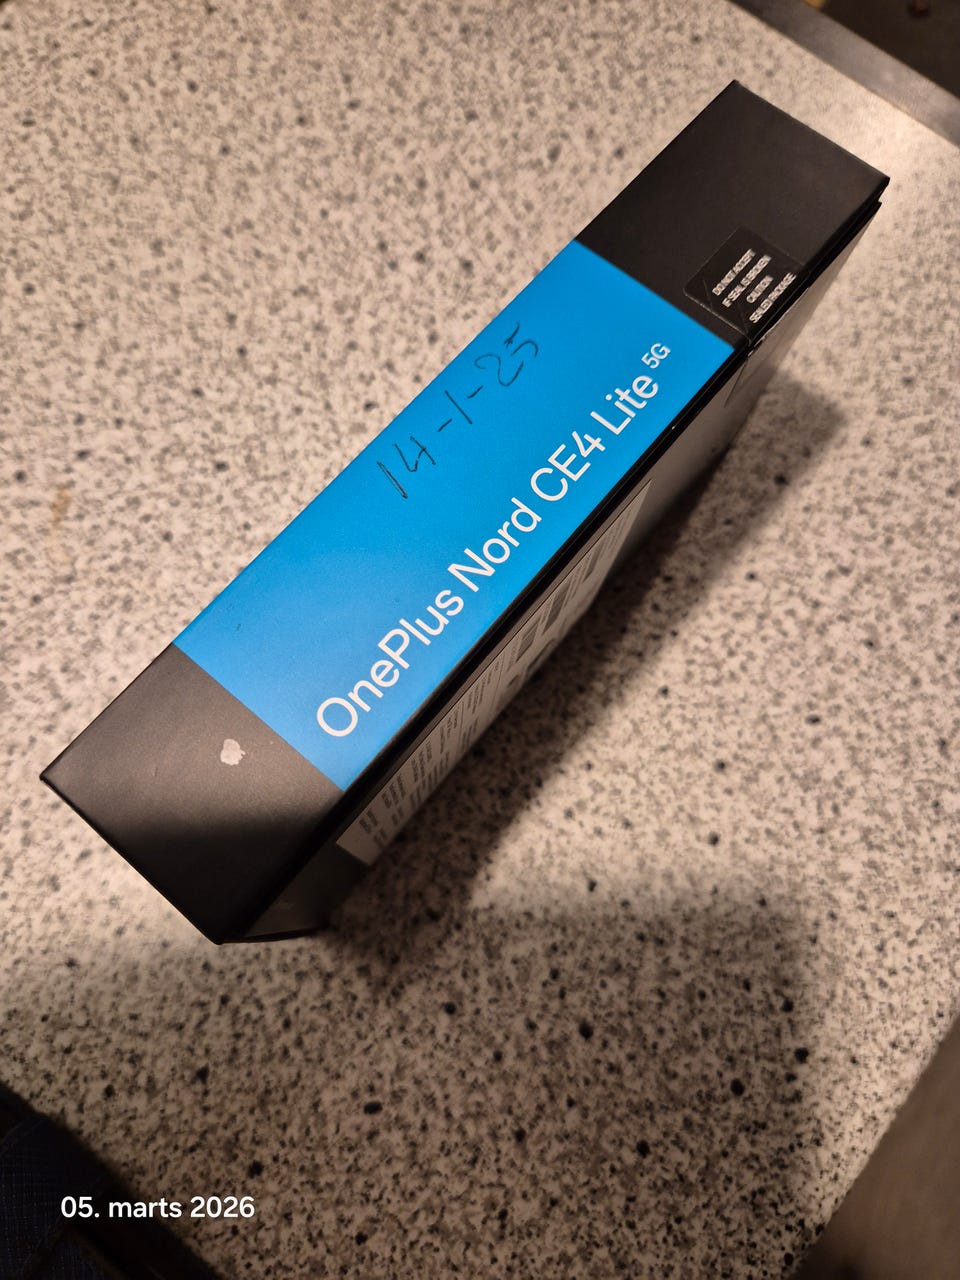 14-1-25
OnePlus Nord CE4 Lite 5G
DO NOT ACCEPT
IF SEAL IS BROKEN
CAUTION
SEALED PACKAGE
05. marts 2026